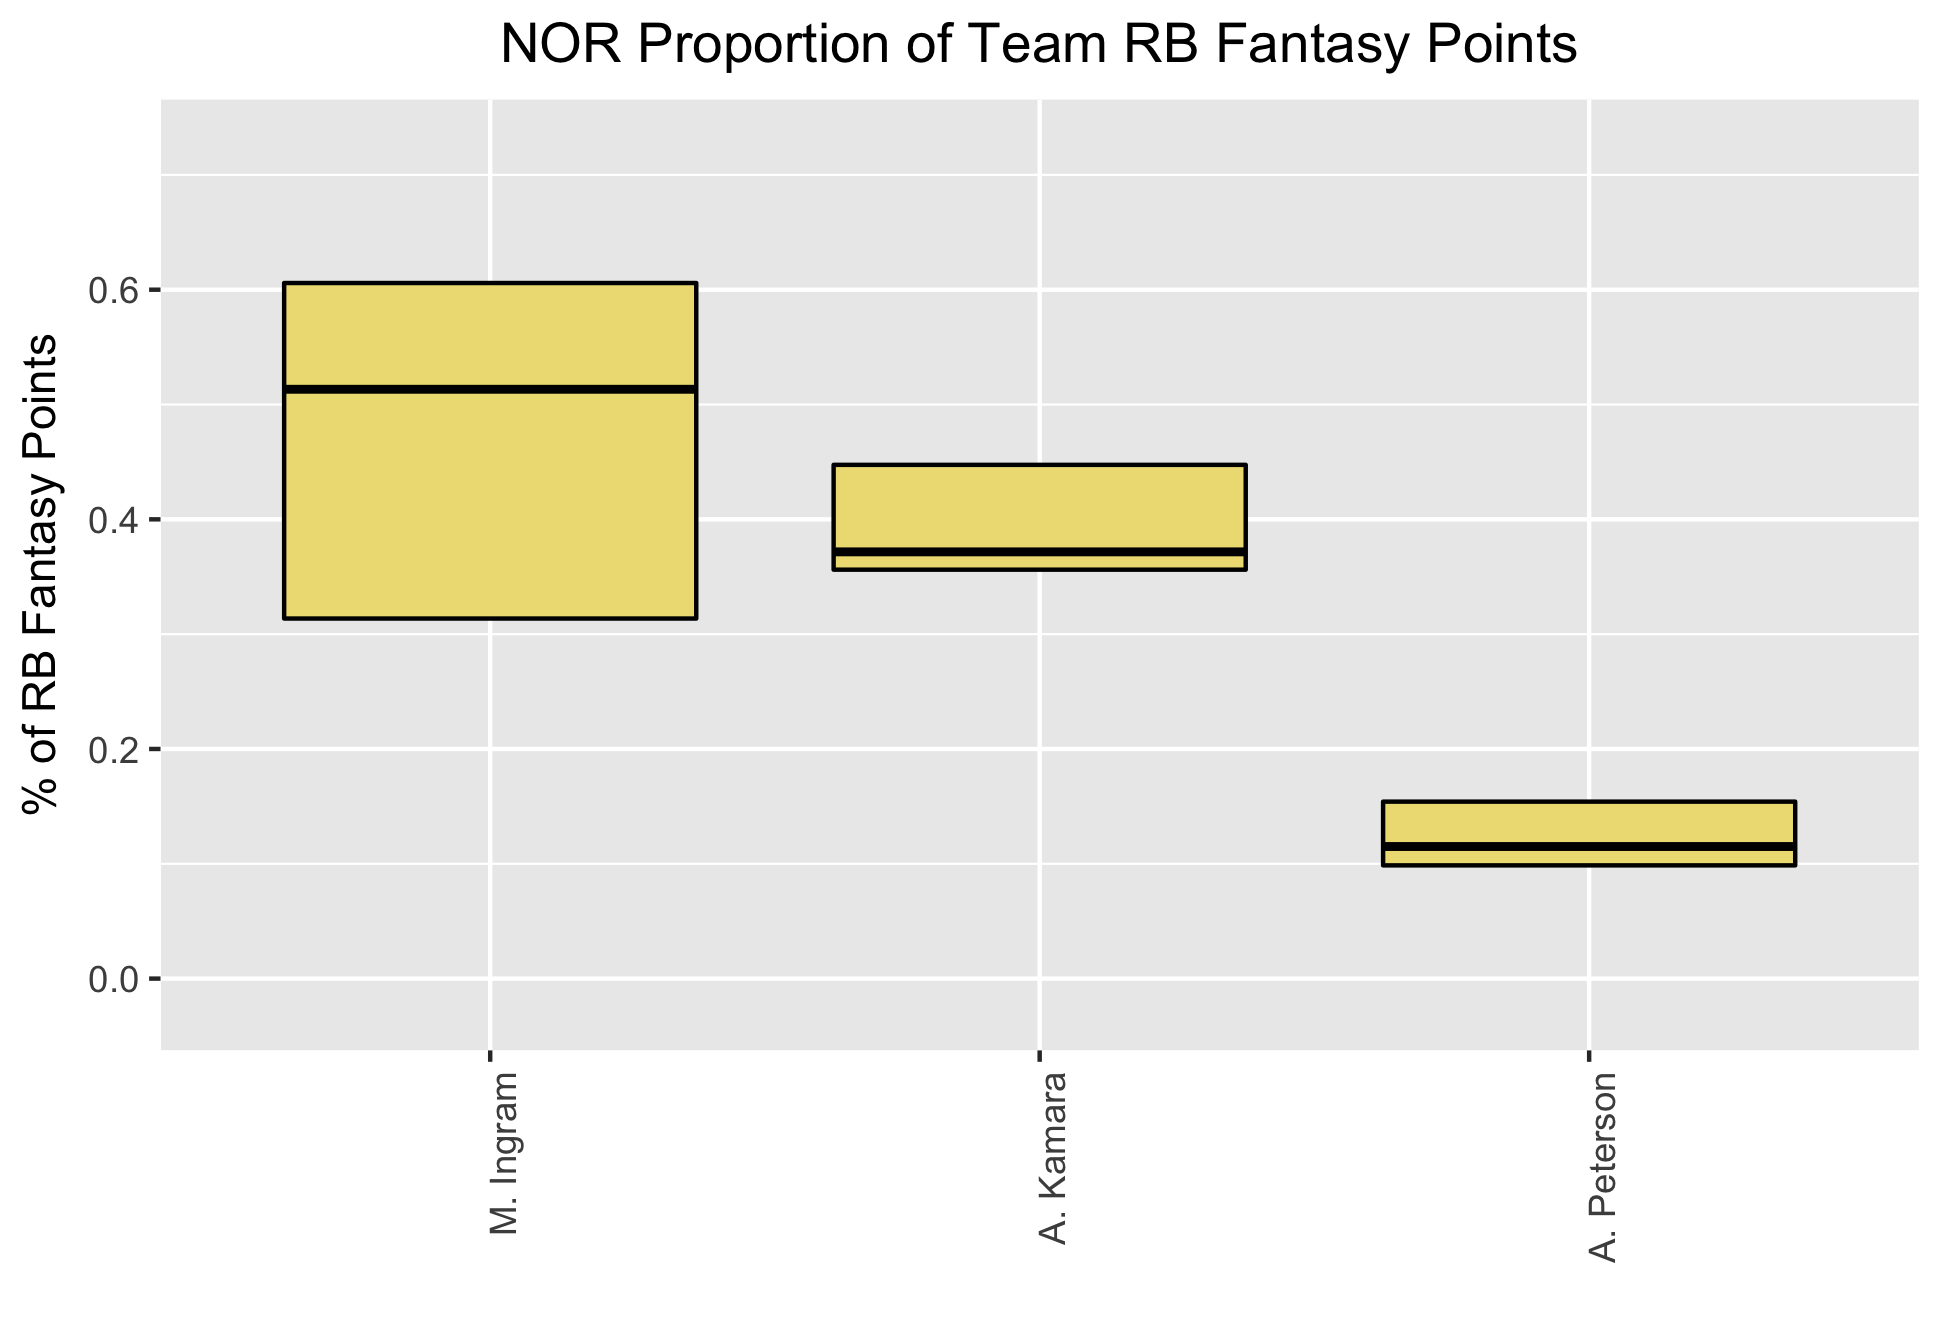 NOR Proportion of Team RB Fantasy Points
% of RB Fantasy Points
0.6
0.4
0.2
0.0
M. Ingram
A. Kamara
A. Peterson